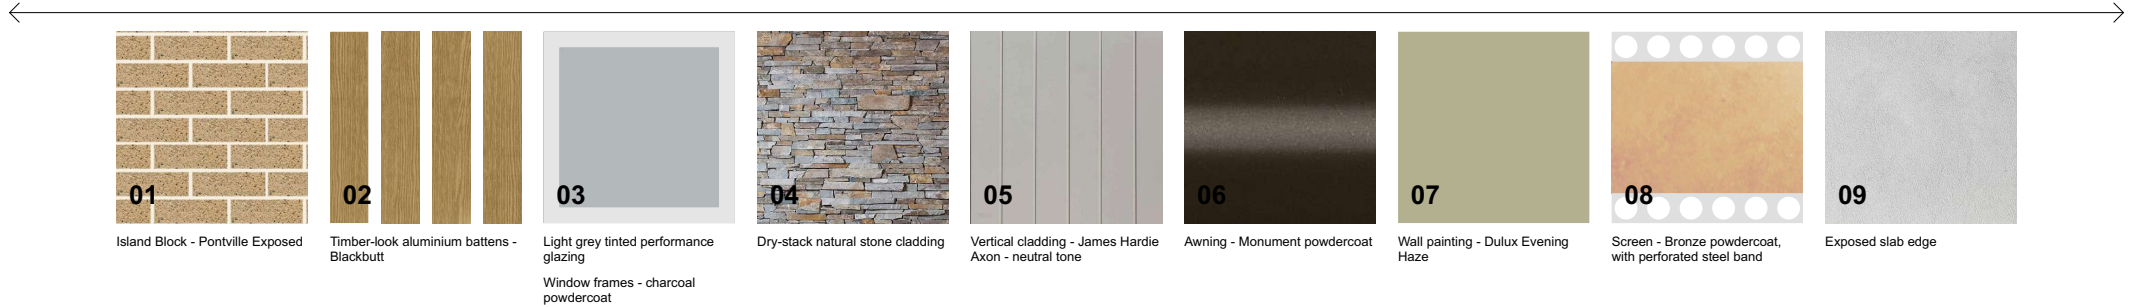 01
02
03
04
05
06
07
08
09
Island Block - Pontville Exposed
Timber-look aluminium battens -
Blackbutt
Light grey tinted performance
glazing
Window frames - charcoal
powdercoat
Dry-stack natural stone cladding
Vertical cladding - James Hardie
Axon - neutral tone
Awning - Monument powdercoat
Wall painting - Dulux Evening
Haze
Screen - Bronze powdercoat,
with perforated steel band
Exposed slab edge